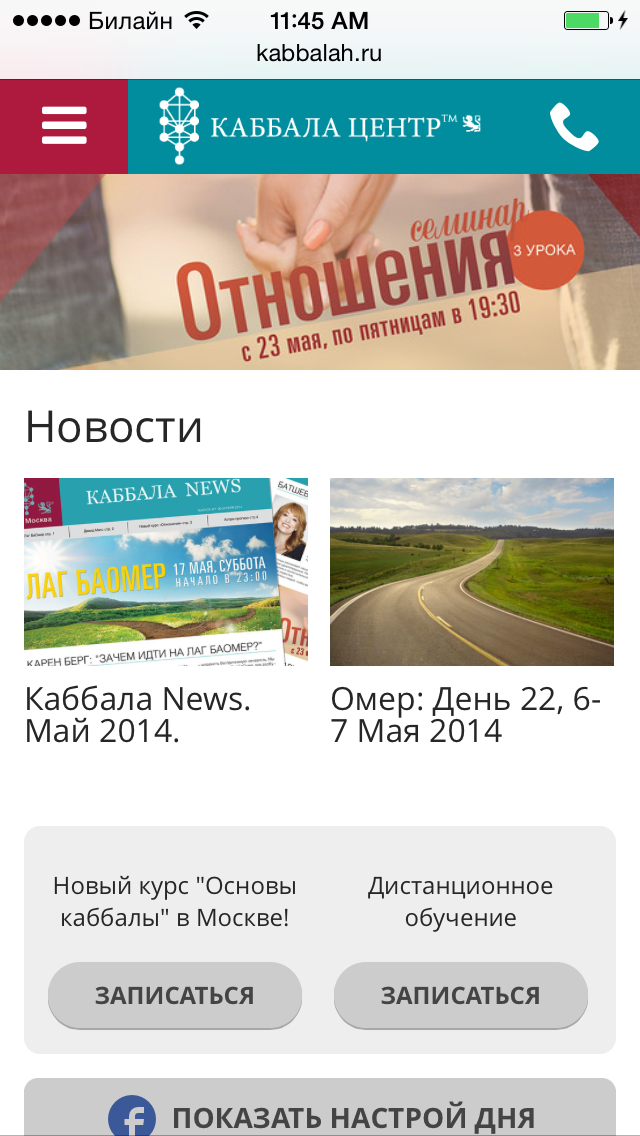 Билайн 11:45 AM
kabbalah.ru
КАББАЛА ЦЕНТР™
семинар
Отношения
3 УРОКА
с 23 мая, по пятницам в 19:30
Новости
Москва
КАББАЛА NEWS
БАТШЕВ
ЛАГ БАОМЕР
17 МАЯ, СУББОТА
НАЧАЛО В 23:00
КАРЕН БЕРГ: "ЗАЧЕМ ИДТИ НА ЛАГ БАОМЕР?"
Каббала News.
Май 2014.
Омер: День 22, 6-
7 Мая 2014
Новый курс "Основы
каббалы" в Москве!
ЗАПИСАТЬСЯ
Дистанционное
обучение
ЗАПИСАТЬСЯ
ПОКАЗАТЬ НАСТРОЙ ДНЯ